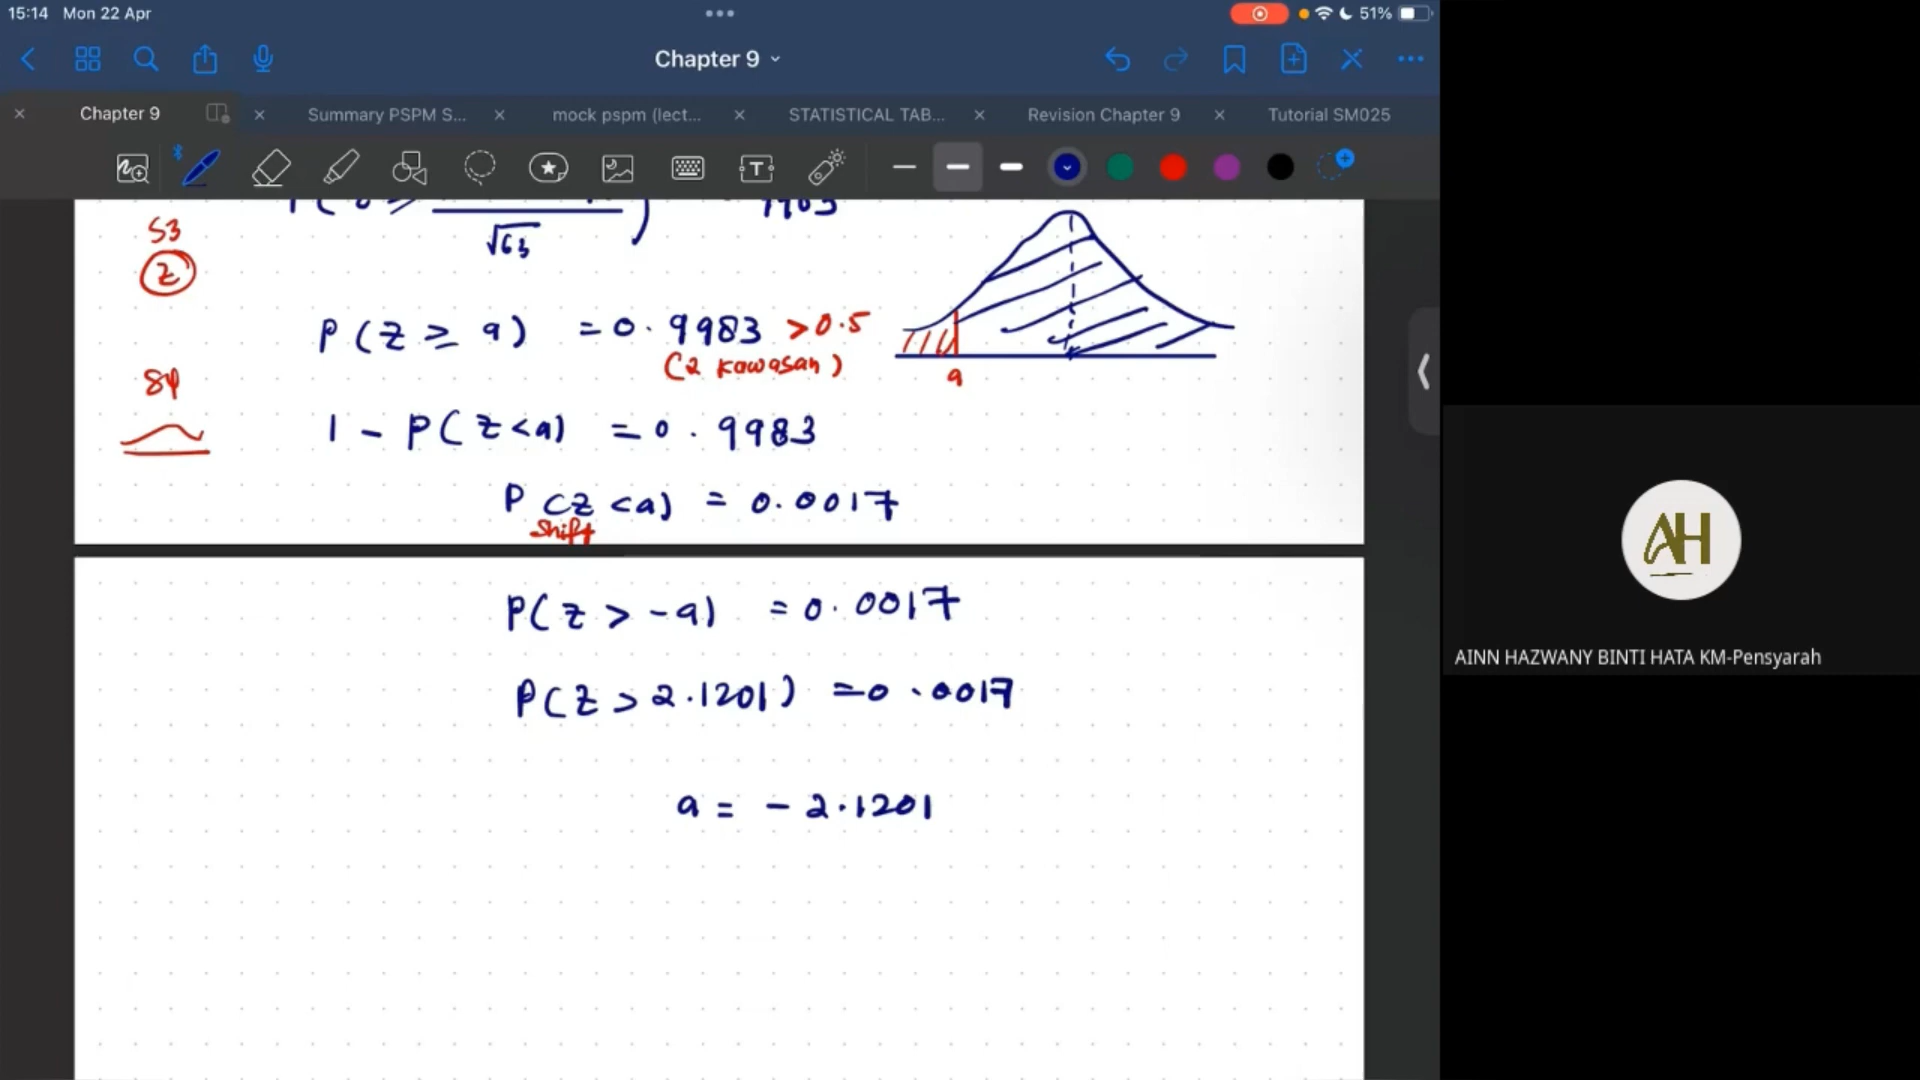 15:14 Mon 22 Apr
51%
Chapter 9
Chapter 9
Summary PSPM S...
mock pspm (lect...
STATISTICAL TAB...
Revision Chapter 9
Tutorial SM025
√63
S3
z
P(z ≥ a) = 0.9983 > 0.5
(2 kawasan)
a
S4
1 - P(z < a) = 0.9983
P(z < a) = 0.0017
shift
P(z > -a) = 0.0017
P(z > 2.1201) = 0.0017
a = -2.1201
AH
AINN HAZWANY BINTI HATA KM-Pensyarah